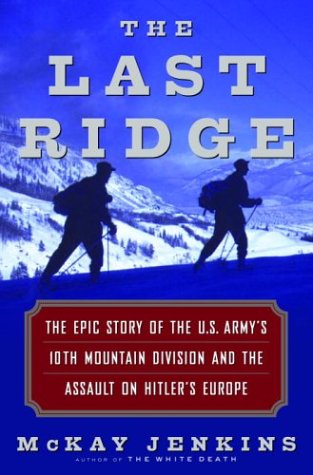 THE
LAST
RIDGE
THE EPIC STORY OF THE U.S. ARMY'S
10TH MOUNTAIN DIVISION AND THE
ASSAULT ON HITLER'S EUROPE
McKAY JENKINS
AUTHOR OF THE WHITE DEATH